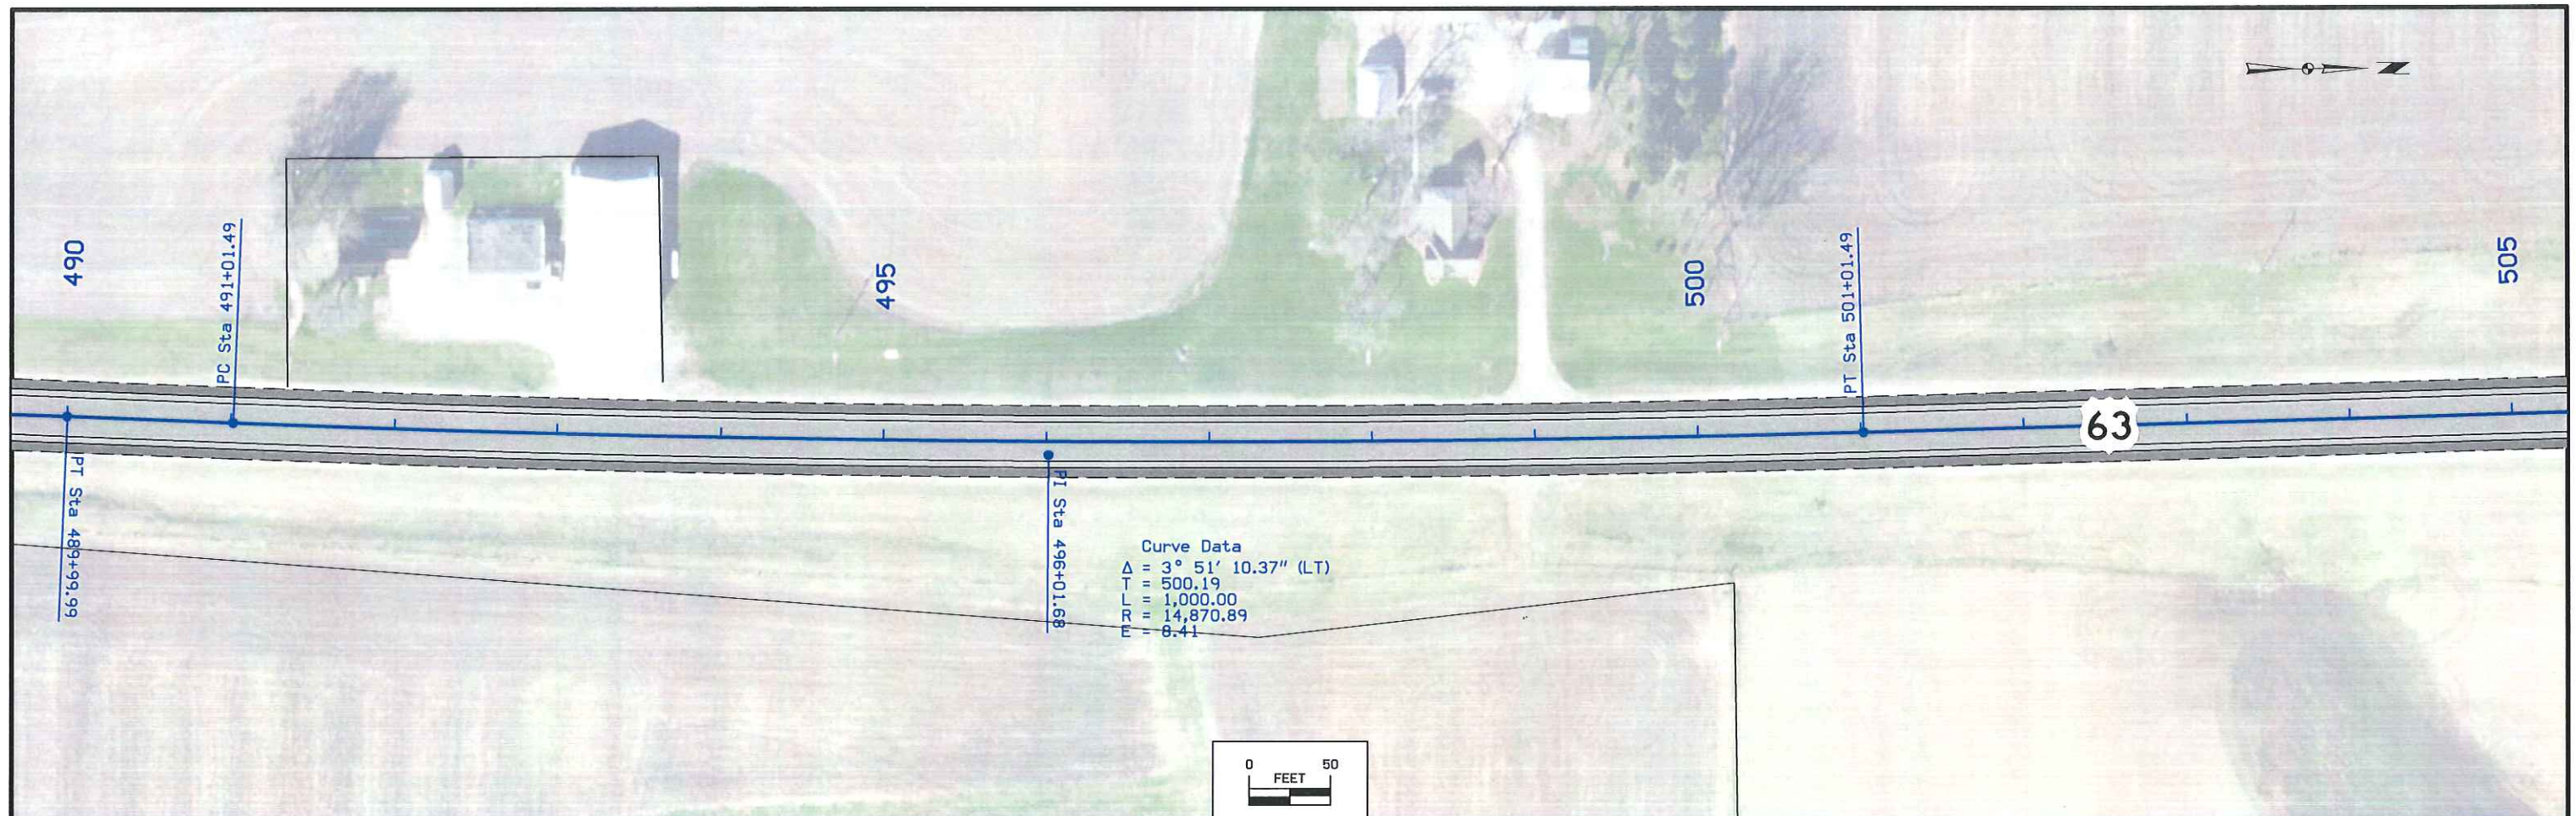 490
PC Sta 491+01.49
495
500
PT Sta 501+01.49
505
N
63
PT Sta 489+99.99
PI Sta 496+01.68
Curve Data
Δ = 3° 51' 10.37" (LT)
T = 500.19
L = 1,000.00
R = 14,870.89
E = 8.41
0 50
FEET